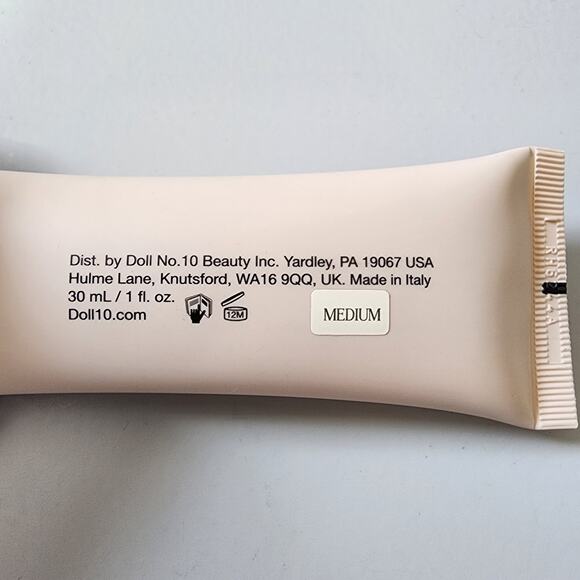 Dist. by Doll No.10 Beauty Inc. Yardley, PA 19067 USA
Hulme Lane, Knutsford, WA16 9QQ, UK. Made in Italy
30 mL / 1 fl. oz.
Doll10.com
12M
MEDIUM